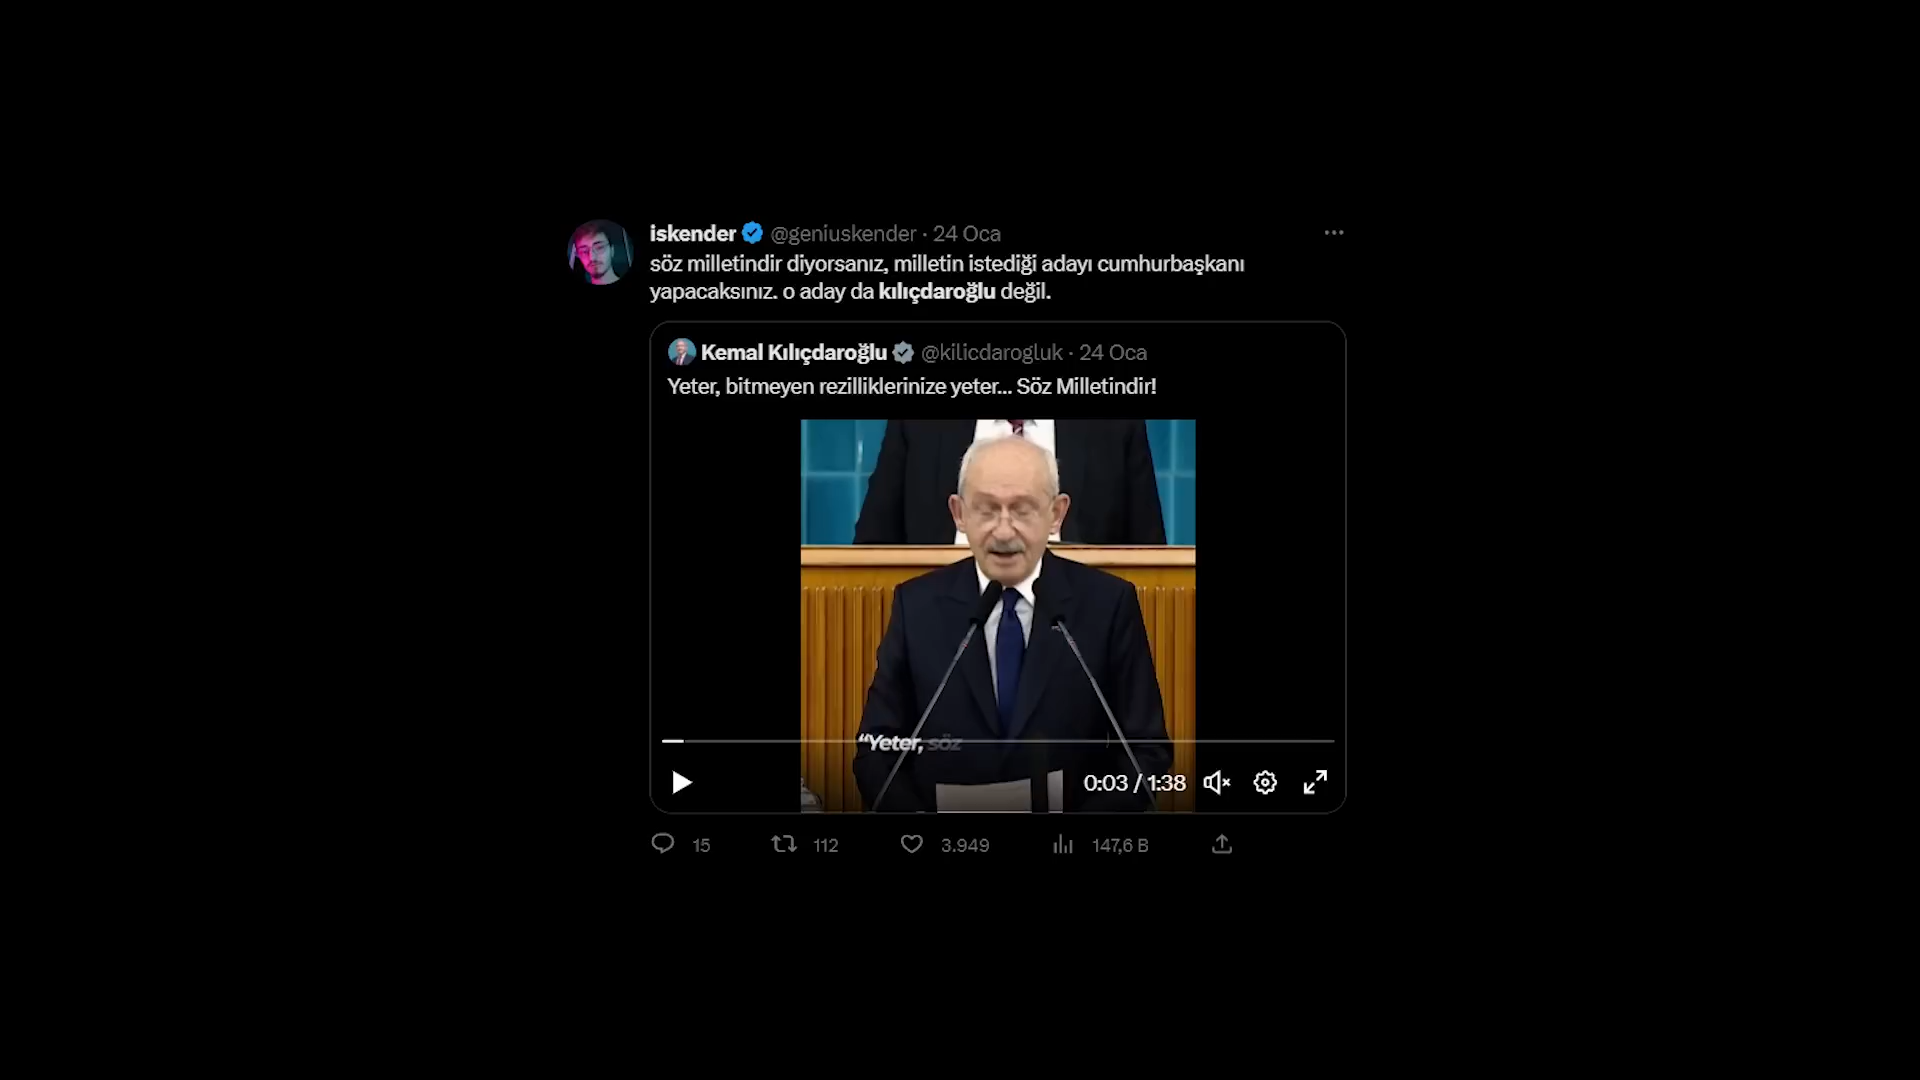 iskender @geniuskender · 24 Oca
söz milletindir diyorsanız, milletin istediği adayı cumhurbaşkanı
yapacaksınız. o aday da kılıçdaroğlu değil.
Kemal Kılıçdaroğlu @kilicdarogluk · 24 Oca
Yeter, bitmeyen rezilliklerinize yeter... Söz Milletindir!
“Yeter, söz
0:03 / 1:38
15 112 3.949 147,6 B